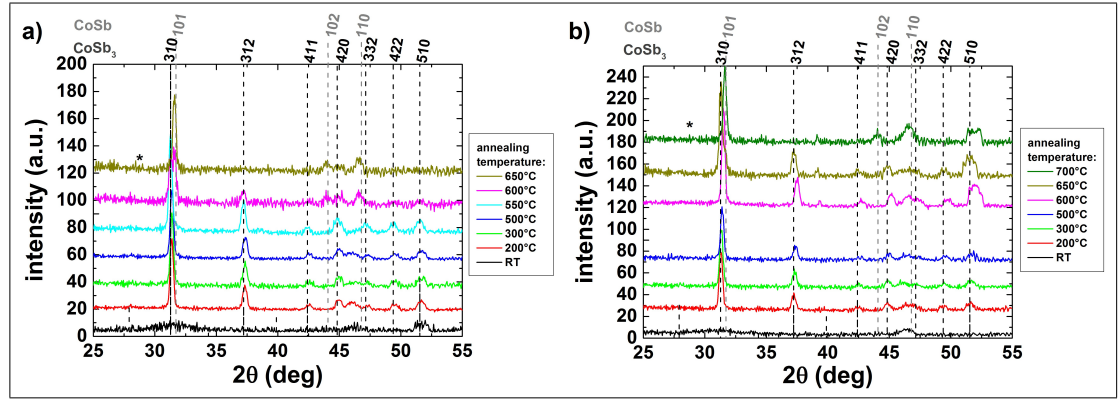 a)
CoSb
CoSb3
310
101
312
411
102
420
110
332
422
510
200
180
160
140
120
100
80
60
40
20
0
intensity (a.u.)
*
25 30 35 40 45 50 55
2θ (deg)
annealing
temperature:
650°C
600°C
550°C
500°C
300°C
200°C
RT
b)
CoSb
CoSb3
310
101
312
411
102
420
110
332
422
510
240
220
200
180
160
140
120
100
80
60
40
20
0
intensity (a.u.)
*
25 30 35 40 45 50 55
2θ (deg)
annealing
temperature:
700°C
650°C
600°C
500°C
300°C
200°C
RT